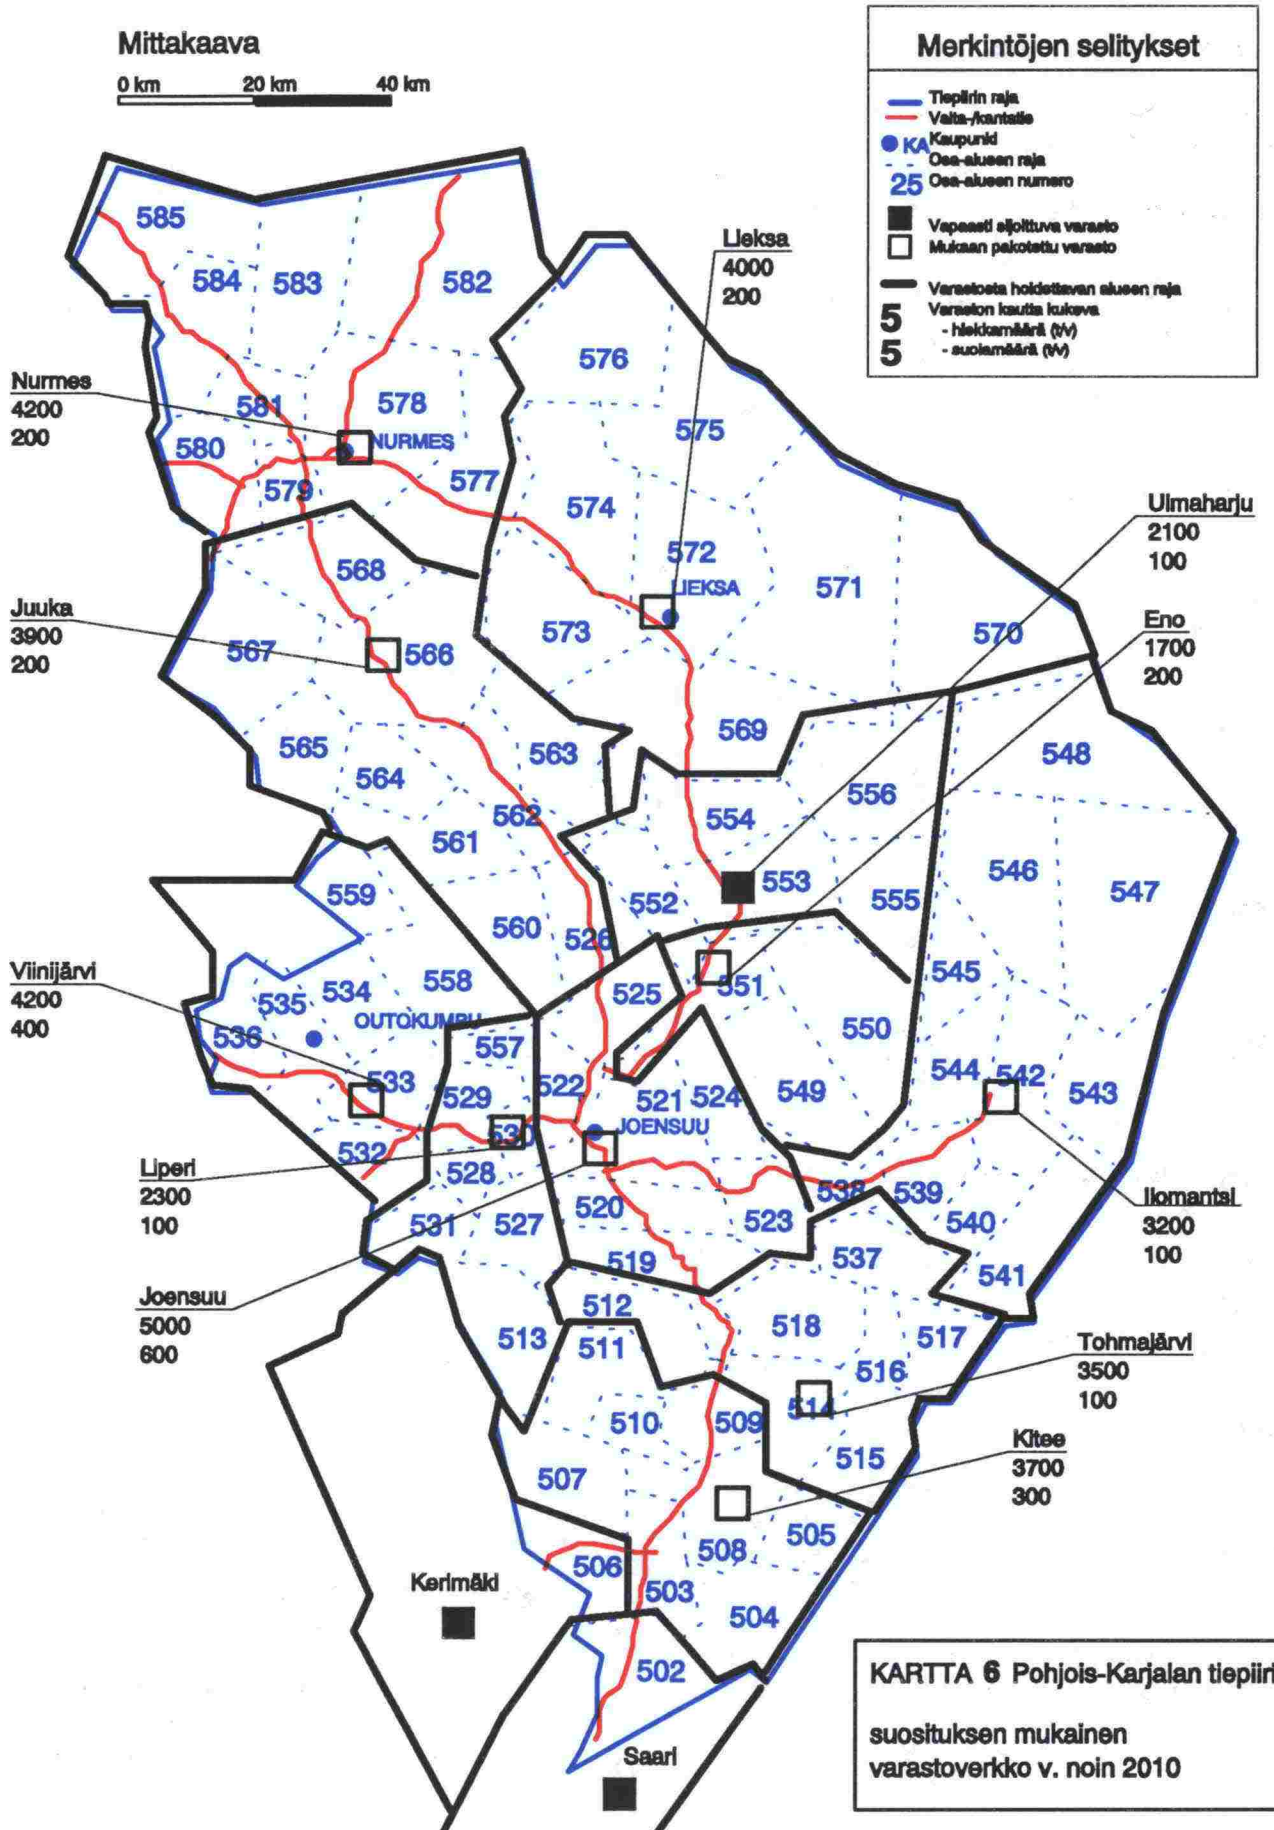 Mittakaava
0 km 20 km 40 km
Merkintöjen selitykset
Tiepiirin raja
Valta-/kantatie
KA Kaupunki
Osa-alueen raja
25 Osa-alueen numero
Vapaasti sijoittuva varasto
Mukaan pakotettu varasto
Varastosta hoidettavan alueen raja
5 Varaston kautta kukeva
- hiekkamäärä (t/v)
5 - suolamäärä (t/v)
Lieksa
4000
200
Nurmes
4200
200
Uimaharju
2100
100
Juuka
3900
200
Eno
1700
200
Viinijärvi
4200
400
Liperi
2300
100
Ilomantsi
3200
100
Joensuu
5000
600
Tohmajärvi
3500
100
Kitee
3700
300
Kerimäki
Saari
585
584 583 582
576
581 578
575
580 NURMES
577
579
574
572
568
LIEKSA
571
573
570
567 566
569
565 563
548
564
556
562 554
561
546
559
553
547
552
555
560
526
558
545
551
525
534
535
OUTOKUMPU
550
536
557
533
522
544 542
529
549
521 524
543
530 JOENSUU
532
528
538 539
520
531 527 523
540
519
537
541
512
513
511
518
517
516
510 509
514
507
515
505
508
506
503
504
502
KARTTA 6 Pohjois-Karjalan tiepiiri
suosituksen mukainen
varastoverkko v. noin 2010